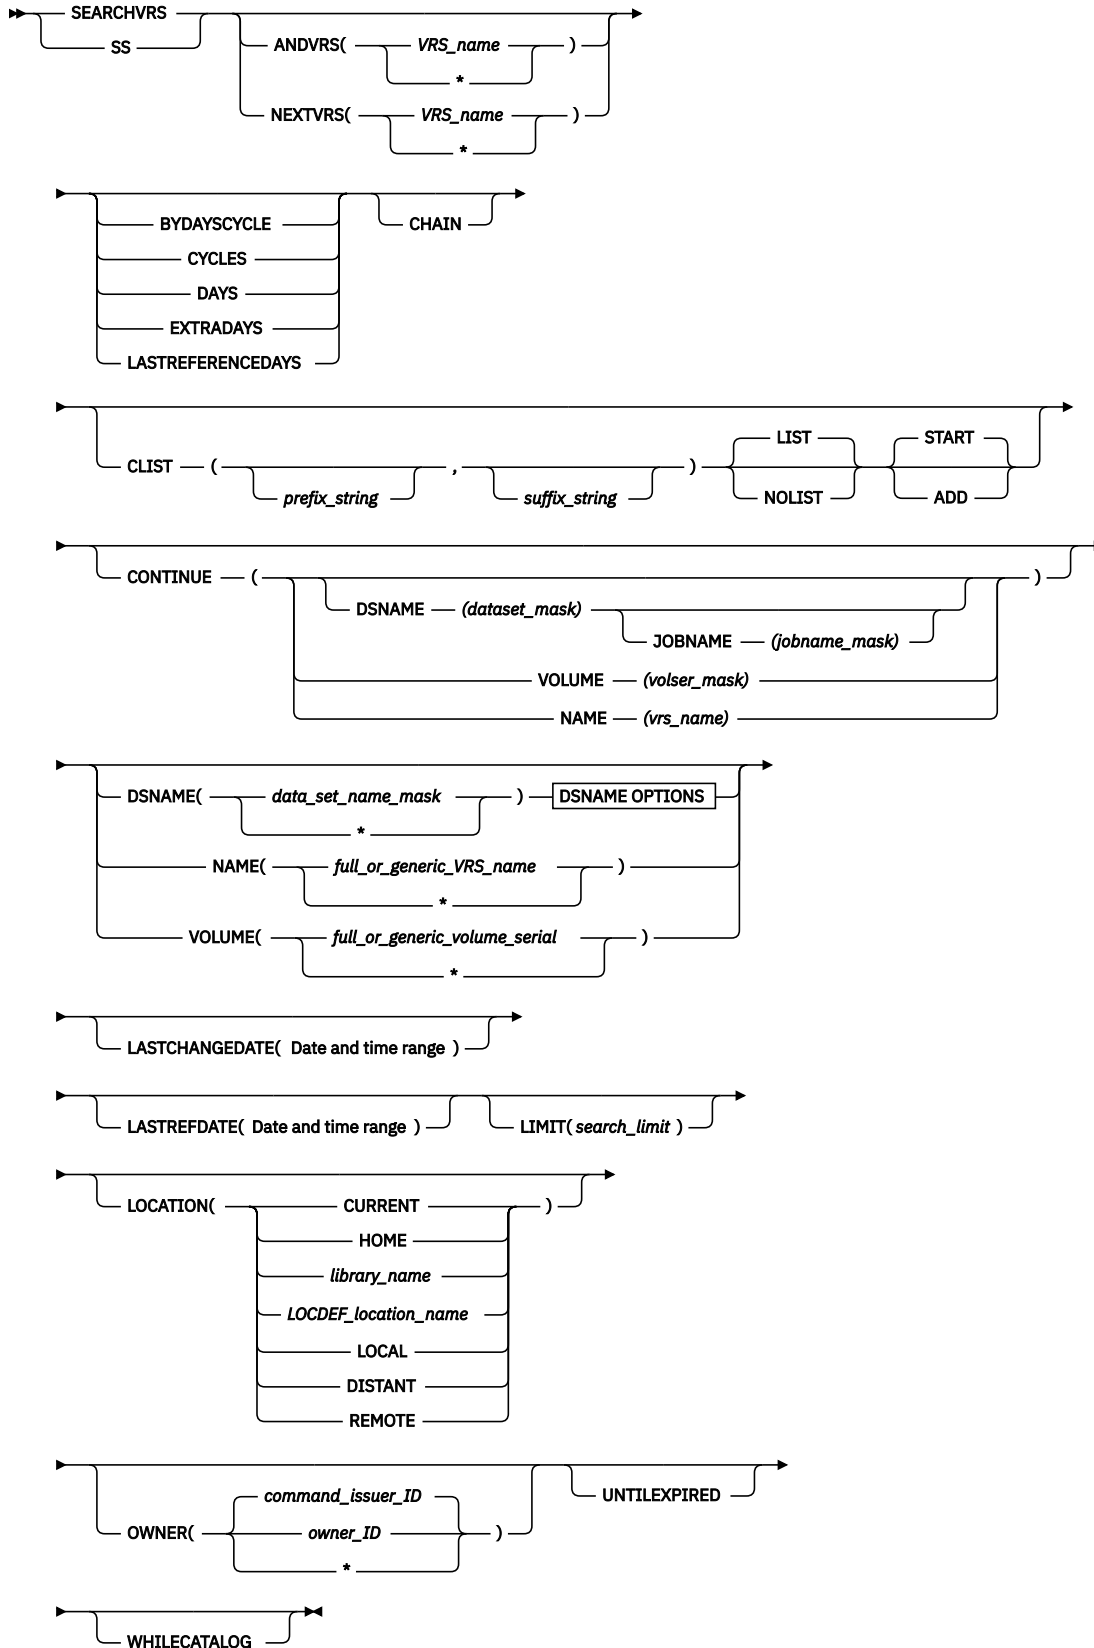 SEARCHVRS
SS
ANDVRS( VRS_name )
*
NEXTVRS( VRS_name )
*
BYDAYSCYCLE CHAIN
CYCLES
DAYS
EXTRADAYS
LASTREFERENCEDAYS
LIST START
CLIST ( , )
prefix_string suffix_string NOLIST ADD
CONTINUE ( )
DSNAME (dataset_mask)
JOBNAME (jobname_mask)
VOLUME (volser_mask)
NAME (vrs_name)
DSNAME( data_set_name_mask ) DSNAME OPTIONS
*
NAME( full_or_generic_VRS_name )
*
VOLUME( full_or_generic_volume_serial )
*
LASTCHANGEDATE( Date and time range )
LASTREFDATE( Date and time range ) LIMIT( search_limit )
LOCATION( CURRENT )
HOME
library_name
LOCDEF_location_name
LOCAL
DISTANT
REMOTE
command_issuer_ID UNTILEXPIRED
OWNER( owner_ID )
*
WHILECATALOG